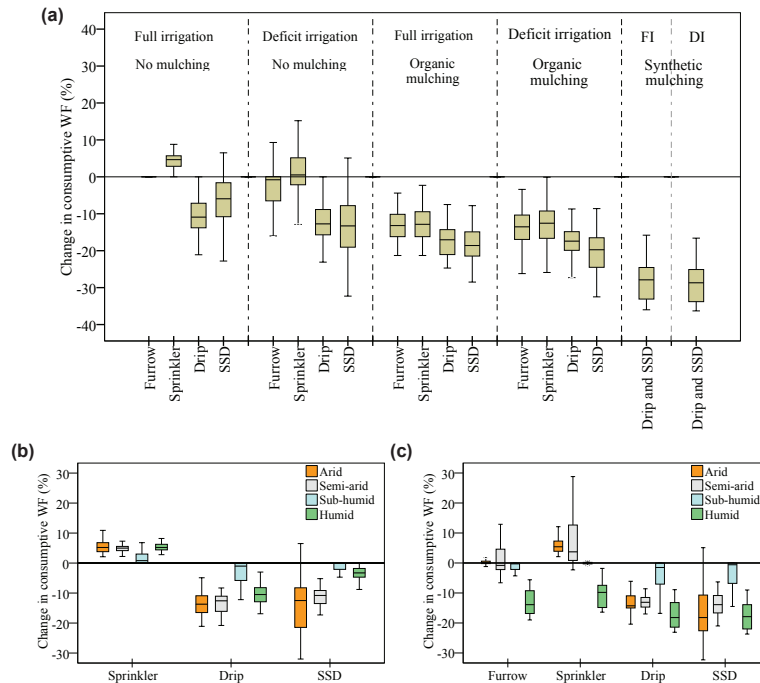 (a)
Full irrigation
Deficit irrigation
Full irrigation
Deficit irrigation
FI
DI
No mulching
No mulching
Organic
mulching
Organic
mulching
Synthetic
mulching
Change in consumptive WF (%)
40
30
20
10
0
-10
-20
-30
-40
Furrow
Sprinkler
Drip
SSD
Furrow
Sprinkler
Drip
SSD
Furrow
Sprinkler
Drip
SSD
Furrow
Sprinkler
Drip
SSD
Drip and SSD
Drip and SSD
(b)
Change in consumptive WF (%)
30
20
10
0
-10
-20
-30
Arid
Semi-arid
Sub-humid
Humid
Sprinkler
Drip
SSD
(c)
Change in consumptive WF (%)
30
20
10
0
-10
-20
-30
Arid
Semi-arid
Sub-humid
Humid
Furrow
Sprinkler
Drip
SSD